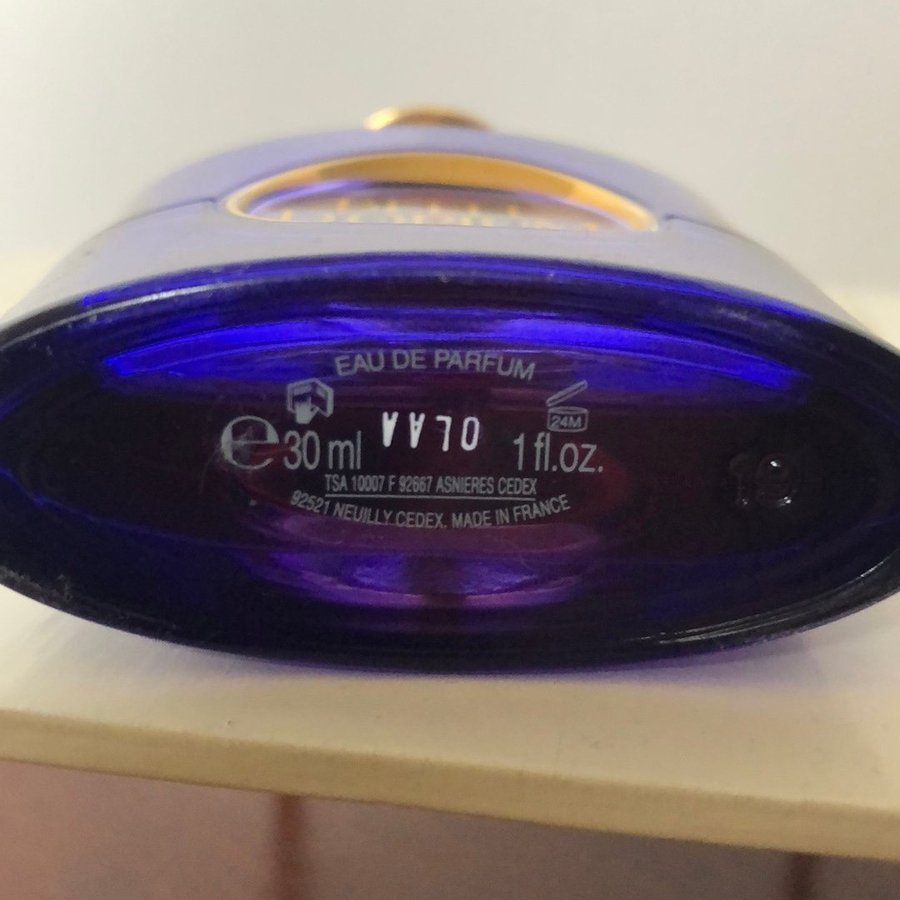 EAU DE PARFUM
24M
e 30 ml OLAA 1 fl.oz.
TSA 10007 F 92667 ASNIERES CEDEX
92521 NEUILLY CEDEX. MADE IN FRANCE